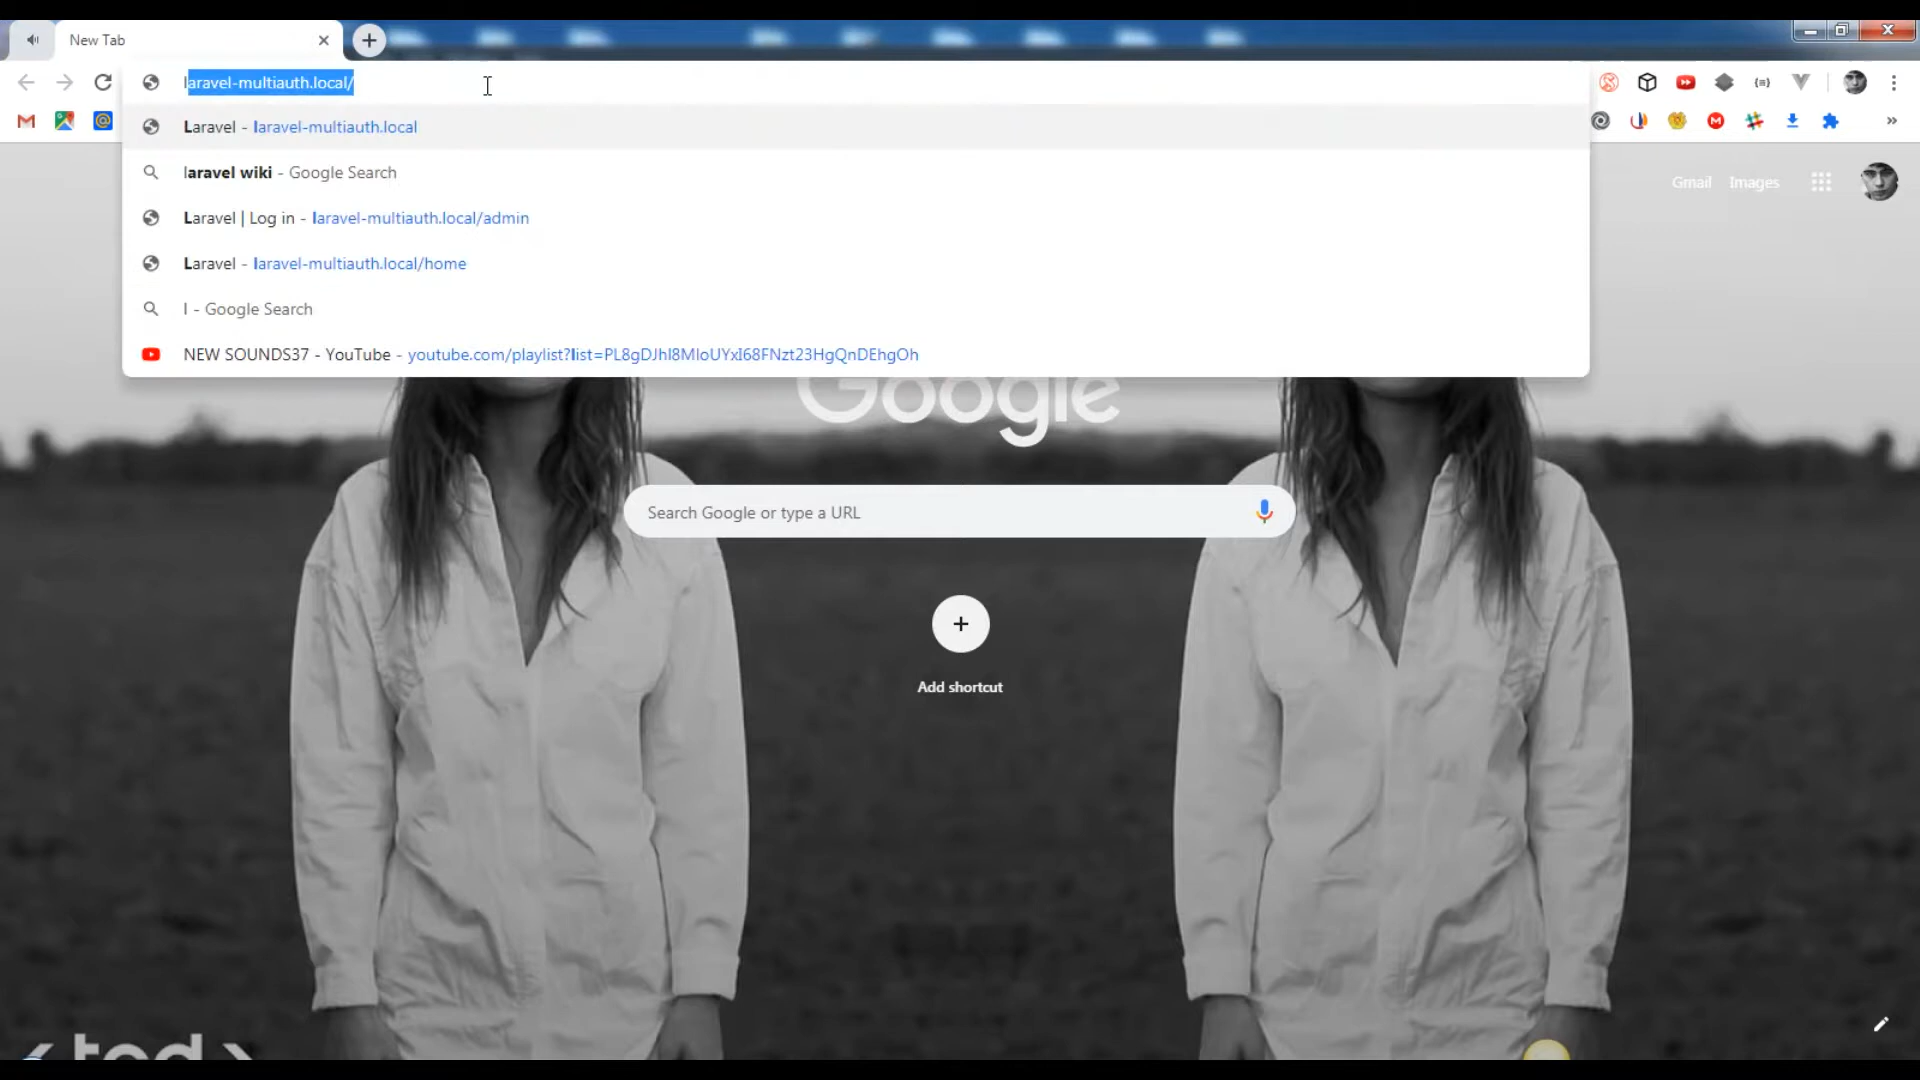 New Tab
laravel-multiauth.local/
Laravel - laravel-multiauth.local
laravel wiki - Google Search
Laravel | Log in - laravel-multiauth.local/admin
Laravel - laravel-multiauth.local/home
l - Google Search
NEW SOUNDS37 - YouTube - youtube.com/playlist?list=PL8gDJhl8MloUYxI68FNzt23HgQnDEhgOh
Gmail Images
Google
Search Google or type a URL
Add shortcut